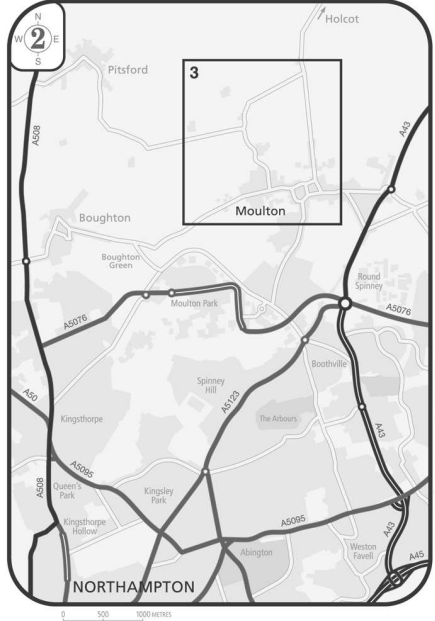 N
W 2 E
S
Holcot
Pitsford
3
A508
A43
Moulton
Boughton
Boughton
Green
Round
Spinney
Moulton Park
A5076
A5076
Boothville
Spinney
Hill
A50
A5123
Kingsthorpe
The Arbours
A43
A5095
Queen's
Park
Kingsley
Park
A508
Kingsthorpe
Hollow
A5095
A43
Abington
Weston
Favell
A45
NORTHAMPTON
0 500 1000 METRES